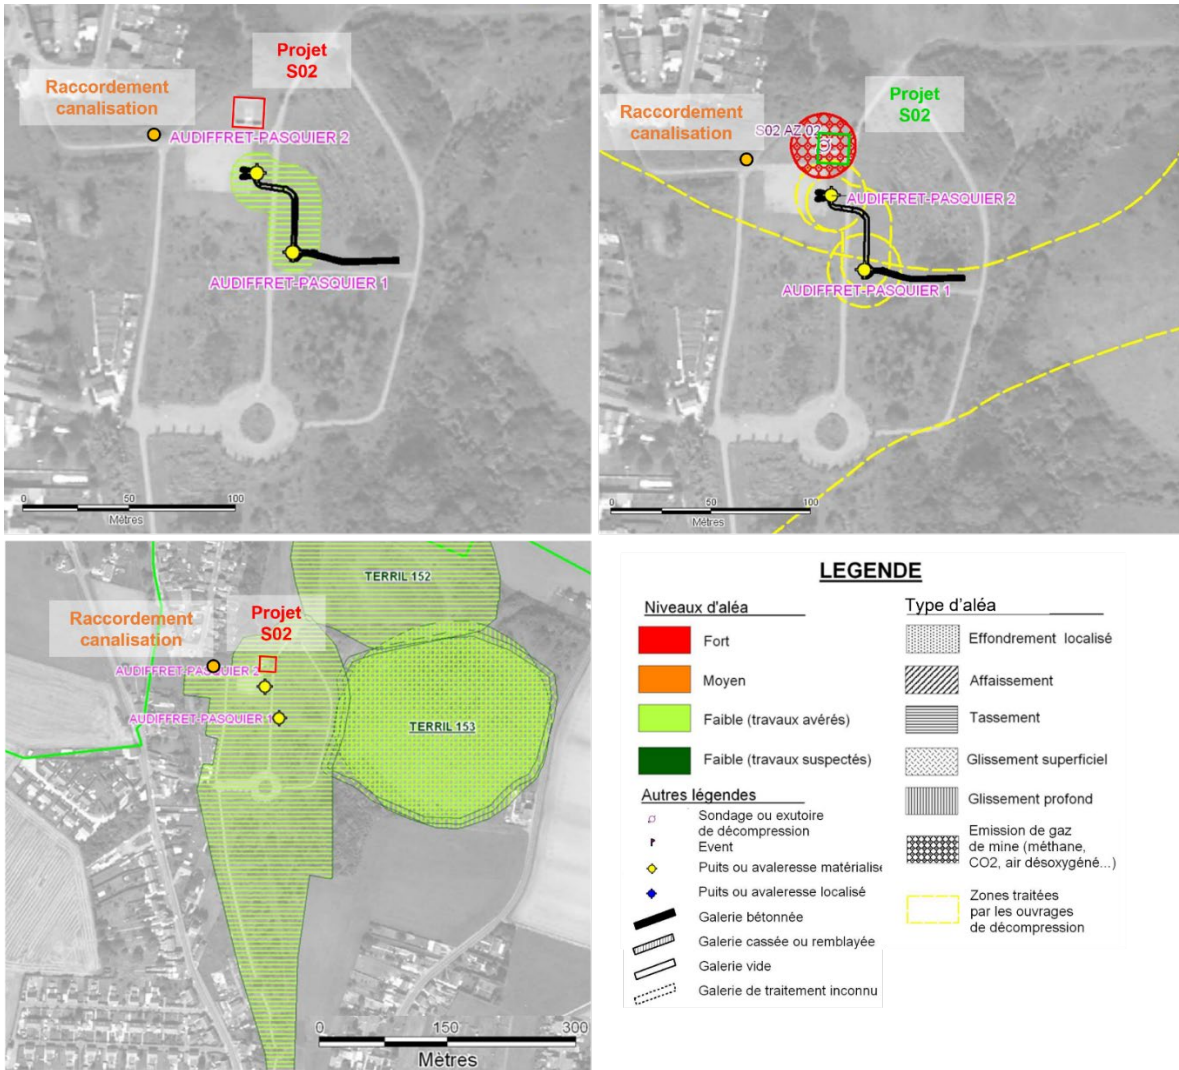 Projet
S02
Raccordement
canalisation
AUDIFFRET-PASQUIER 2
AUDIFFRET-PASQUIER 1
0 50 100
Mètres
Projet
S02
Raccordement
canalisation
S02 AZ 02
AUDIFFRET-PASQUIER 2
AUDIFFRET-PASQUIER 1
0 50 100
Mètres
TERRIL 152
Projet
S02
Raccordement
canalisation
AUDIFFRET-PASQUIER 2
AUDIFFRET-PASQUIER 1
TERRIL 153
0 150 300
Mètres
LEGENDE
Niveaux d'aléa
Fort
Moyen
Faible (travaux avérés)
Faible (travaux suspectés)
Autres légendes
Sondage ou exutoire
de décompression
Event
Puits ou avaleresse matérialisé
Puits ou avaleresse localisé
Galerie bétonnée
Galerie cassée ou remblayée
Galerie vide
Galerie de traitement inconnu
Type d'aléa
Effondrement localisé
Affaissement
Tassement
Glissement superficiel
Glissement profond
Emission de gaz
de mine (méthane,
CO2, air désoxygéné...)
Zones traitées
par les ouvrages
de décompression